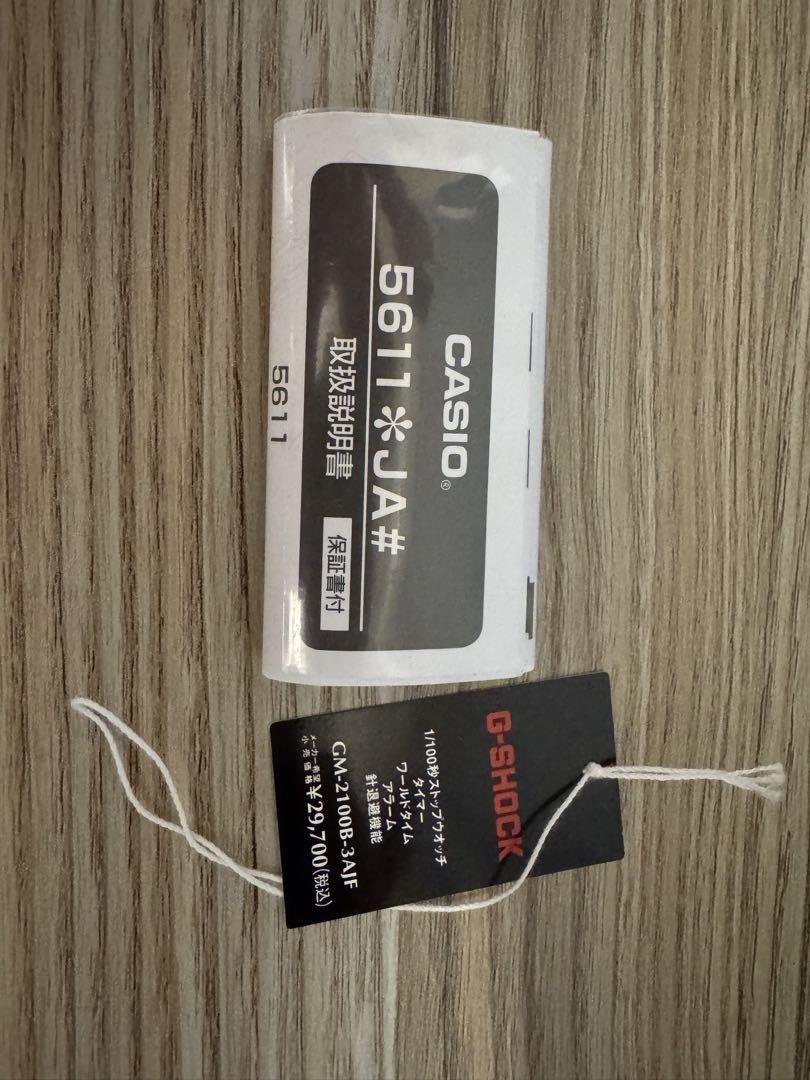 CASIO®
5611＊JA#
取扱説明書
保証書付
5611
G-SHOCK
1/100秒ストップウオッチ
タイマー
ワールドタイム
アラーム
針退避機能
GM-2100B-3AJF
メーカー希望
小売価格 ¥29,700(税込)